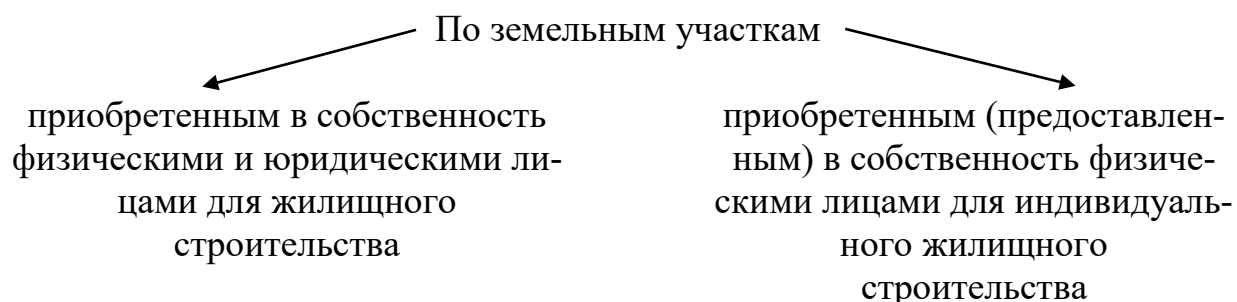 По земельным участкам
приобретенным в собственность
физическими и юридическими ли-
цами для жилищного
строительства
приобретенным (предоставлен-
ным) в собственность физиче-
скими лицами для индивидуаль-
ного жилищного
строительства